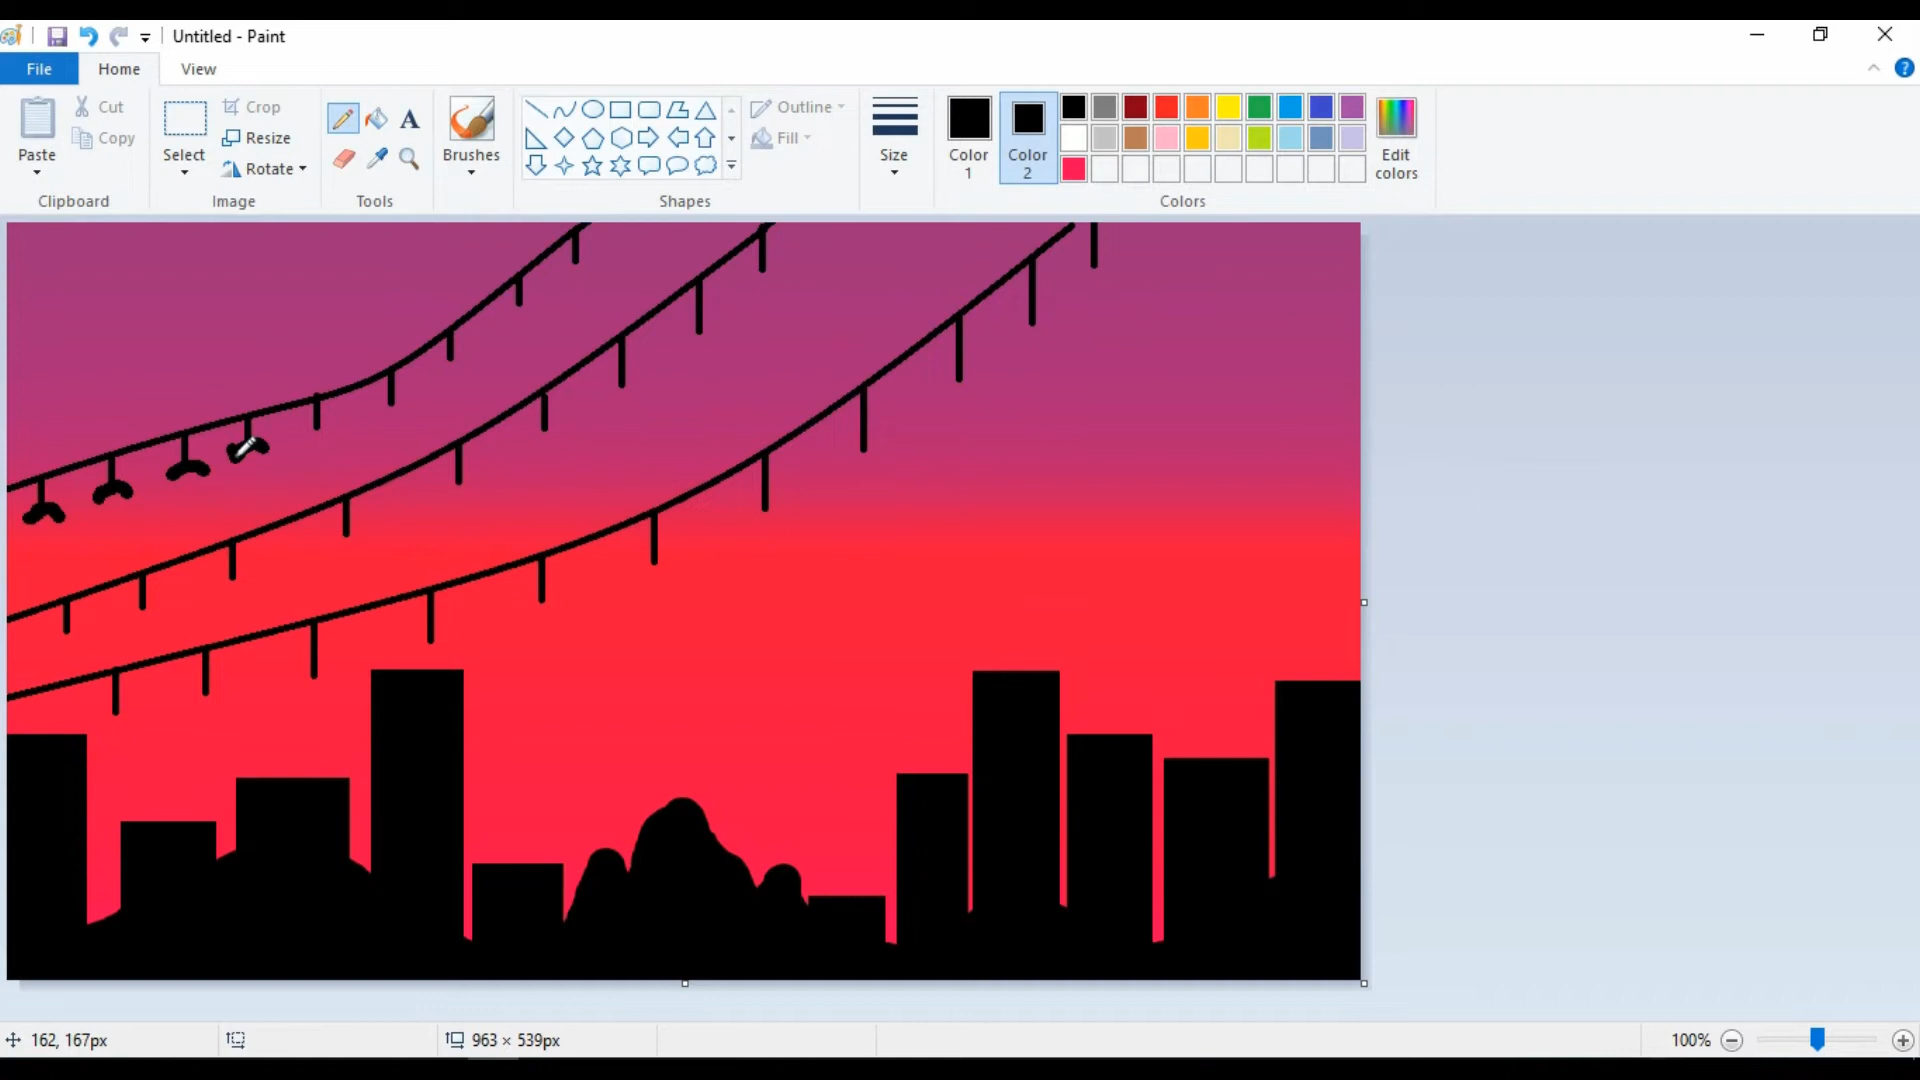 Untitled - Paint
File Home View
Paste Cut Copy
Clipboard
Select Crop Resize Rotate
Image
A
Tools
Brushes
Outline Fill
Shapes
Size
Color 1
Color 2
Edit colors
Colors
162, 167px
963 × 539px
100%